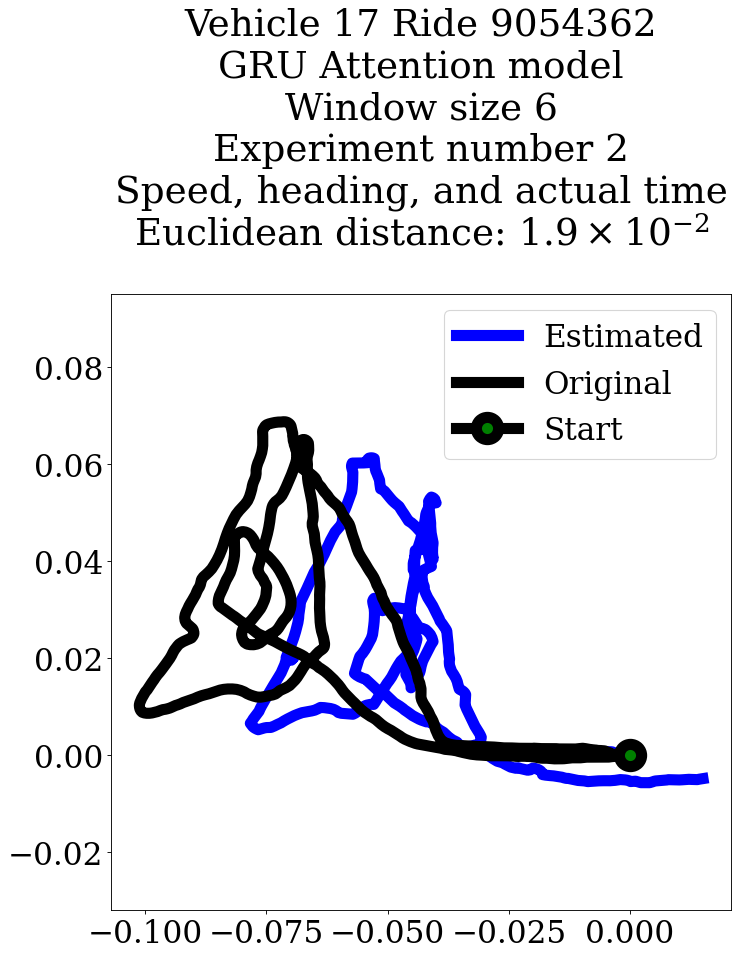 Vehicle 17 Ride 9054362
GRU Attention model
Window size 6
Experiment number 2
Speed, heading, and actual time
Euclidean distance: 1.9 × 10⁻²
Estimated
Original
Start
0.08
0.06
0.04
0.02
0.00
−0.02
−0.100 −0.075 −0.050 −0.025 0.000